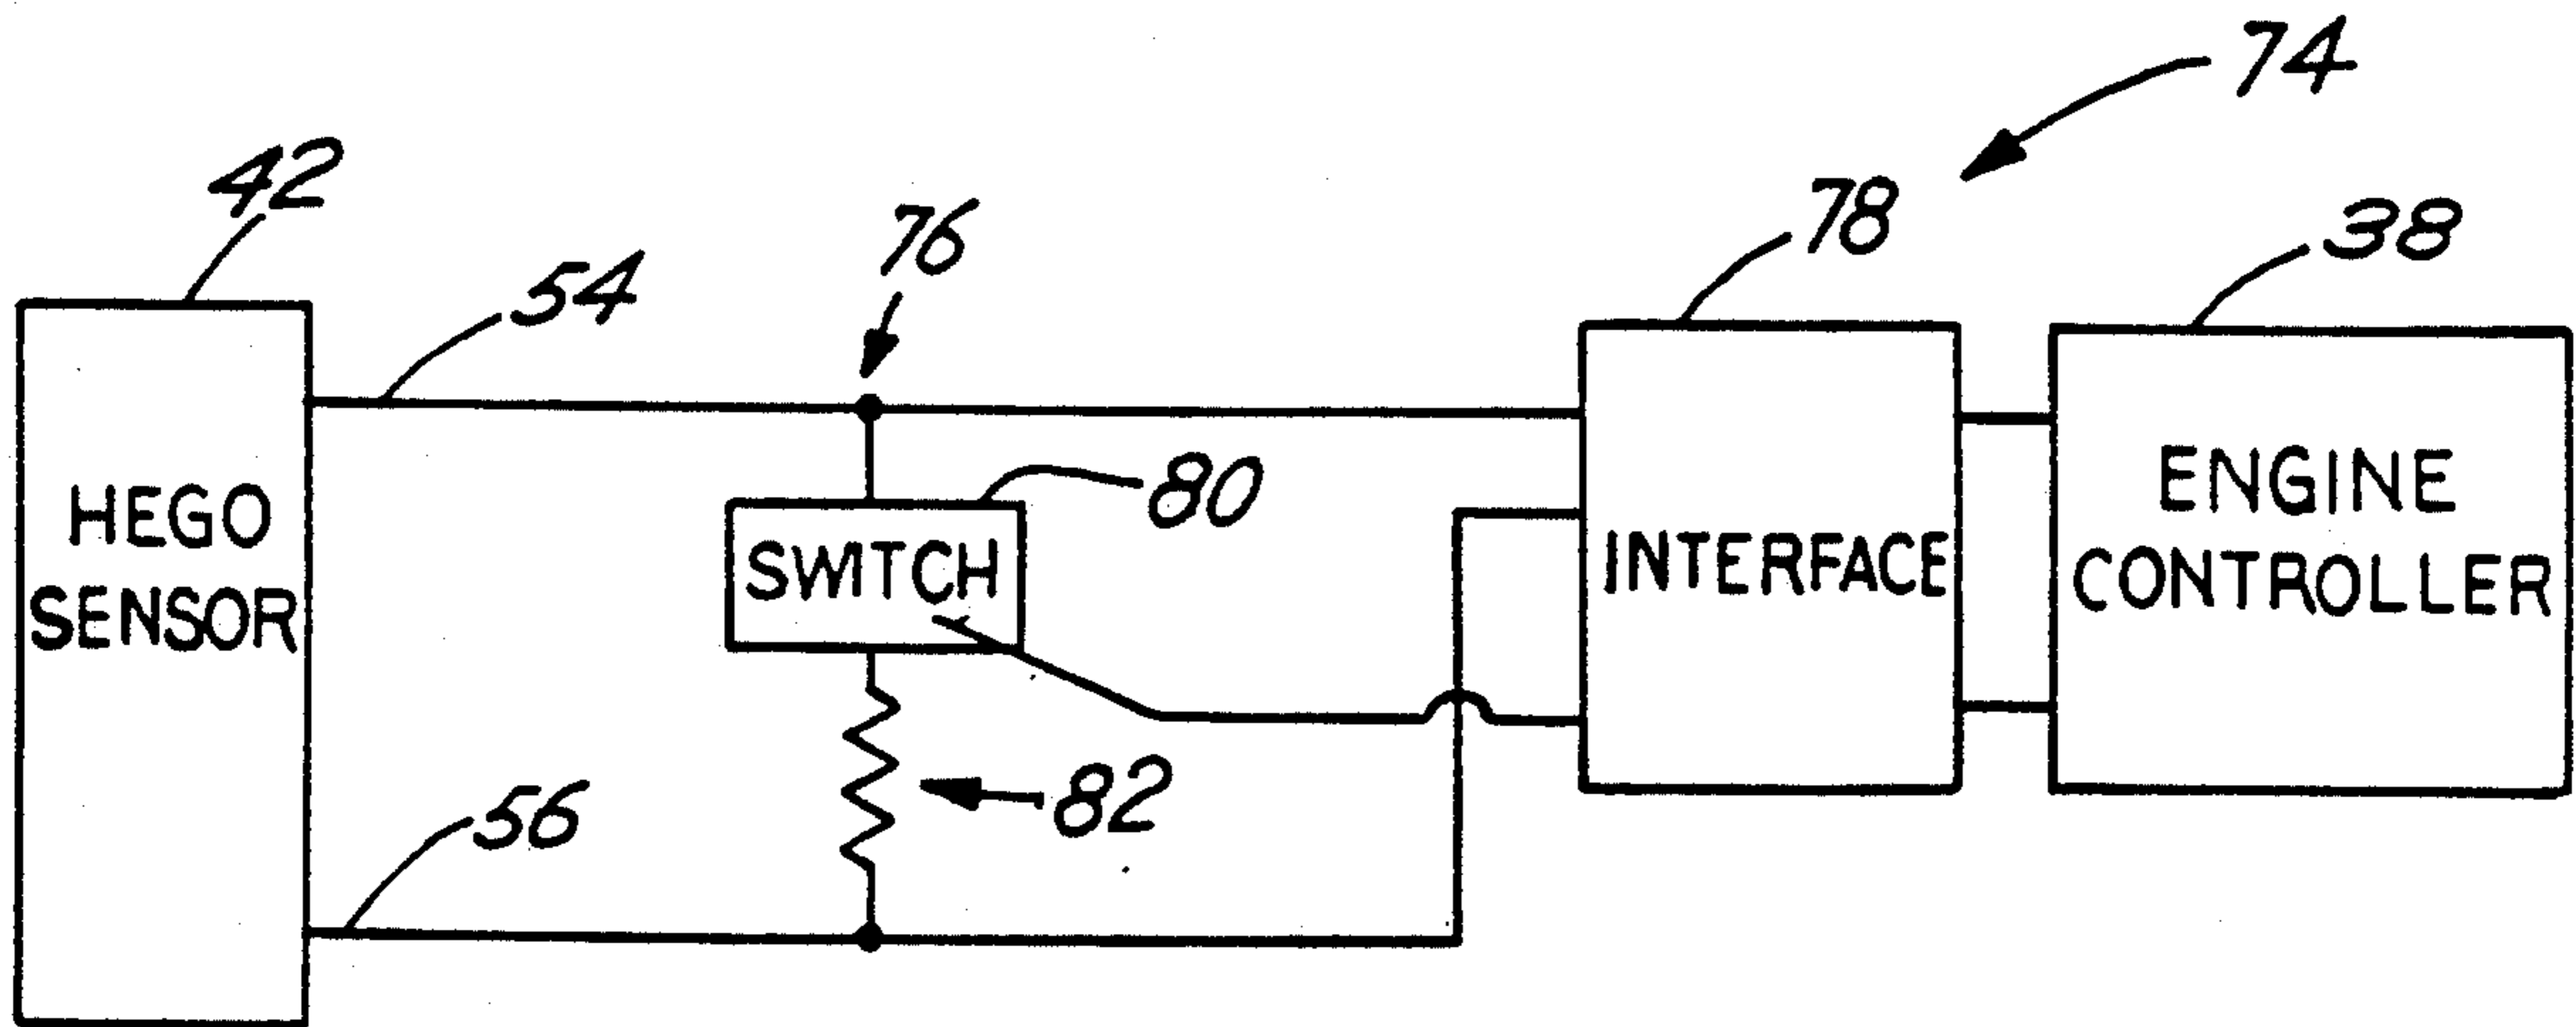 74
42
76
78
38
54
80
HEGO
SENSOR
SWITCH
INTERFACE
ENGINE
CONTROLLER
82
56